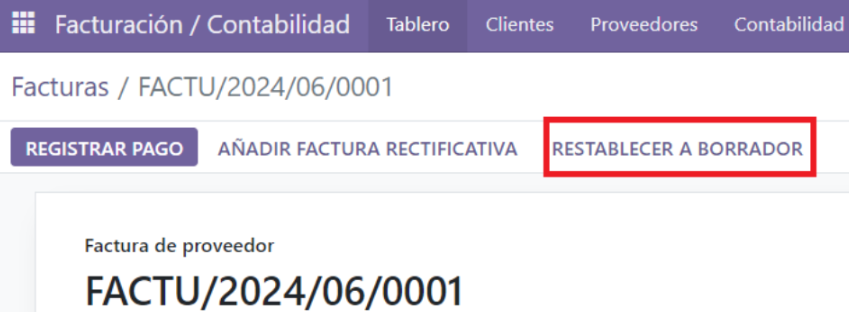 Facturación / Contabilidad Tablero Clientes Proveedores Contabilidad
Facturas / FACTU/2024/06/0001
REGISTRAR PAGO AÑADIR FACTURA RECTIFICATIVA RESTABLECER A BORRADOR
Factura de proveedor
FACTU/2024/06/0001